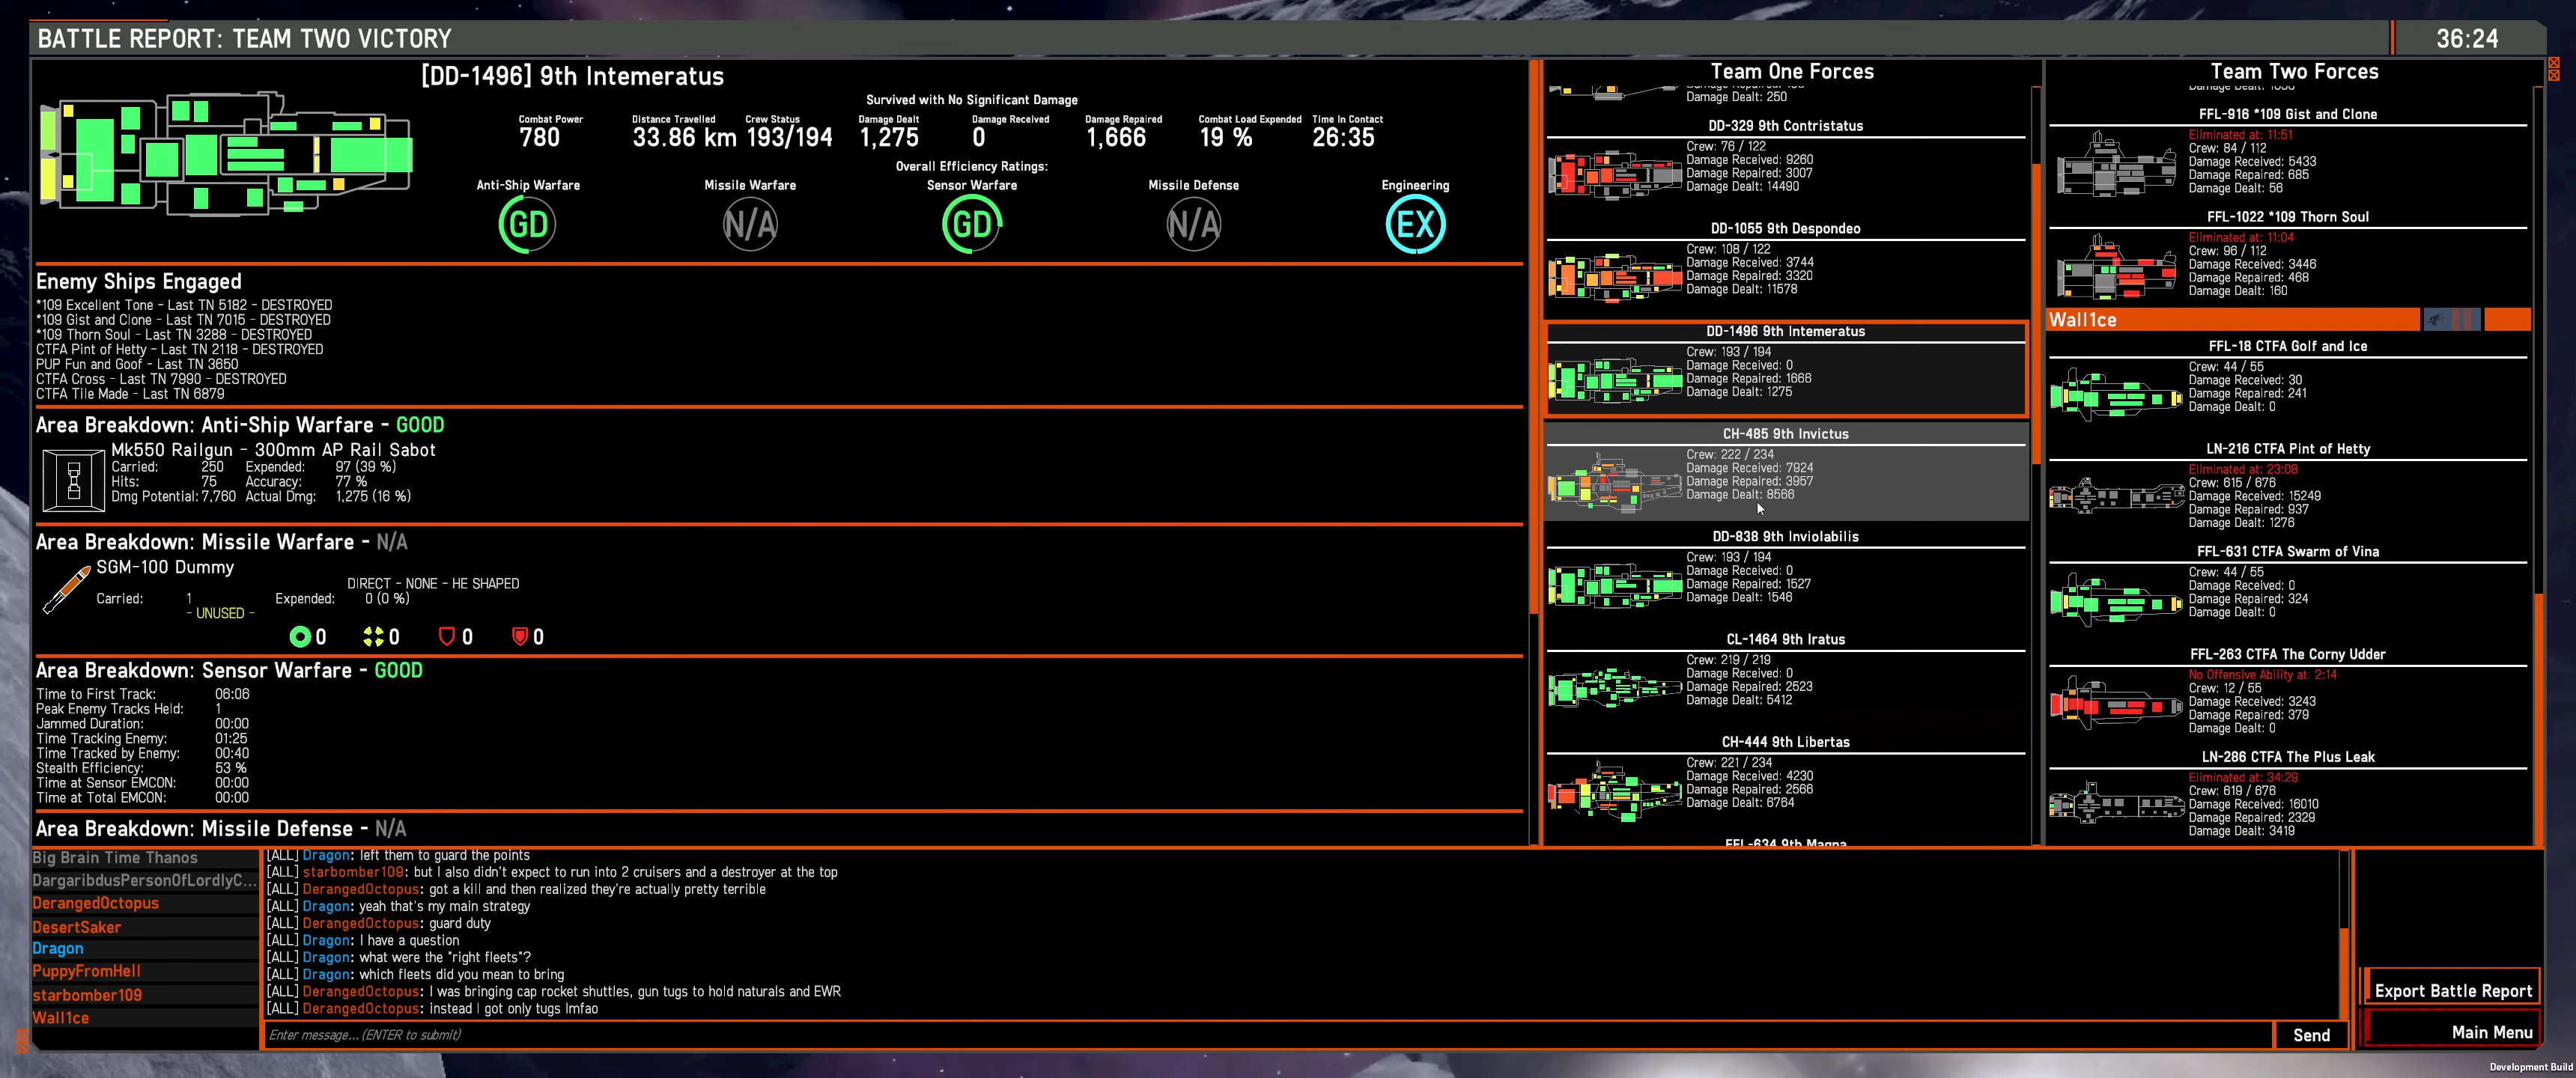 BATTLE REPORT: TEAM TWO VICTORY
36:24
[DD-1496] 9th Intemeratus
Survived with No Significant Damage
Combat Power
Distance Travelled
Crew Status
Damage Dealt
Damage Received
Damage Repaired
Combat Load Expended
Time In Contact
780
33.86 km
193/194
1,275
0
1,666
19 %
26:35
Overall Efficiency Ratings:
Anti-Ship Warfare
Missile Warfare
Sensor Warfare
Missile Defense
Engineering
GD
N/A
GD
N/A
EX
Enemy Ships Engaged
*109 Excellent Tone - Last TN 5182 - DESTROYED
*109 Gist and Clone - Last TN 7015 - DESTROYED
*109 Thorn Soul - Last TN 3288 - DESTROYED
CTFA Pint of Hetty - Last TN 2118 - DESTROYED
PUP Fun and Goof - Last TN 3650
CTFA Cross - Last TN 7990 - DESTROYED
CTFA Tile Made - Last TN 6879
Area Breakdown: Anti-Ship Warfare - GOOD
Mk550 Railgun - 300mm AP Rail Sabot
Carried: 250 Expended: 97 (39 %)
Hits: 75 Accuracy: 77 %
Dmg Potential: 7,760 Actual Dmg: 1,275 (16 %)
Area Breakdown: Missile Warfare - N/A
SGM-100 Dummy
DIRECT - NONE - HE SHAPED
Carried: 1 Expended: 0 (0 %)
- UNUSED -
0 0 0 0
Area Breakdown: Sensor Warfare - GOOD
Time to First Track: 06:06
Peak Enemy Tracks Held: 1
Jammed Duration: 00:00
Time Tracking Enemy: 01:25
Time Tracked by Enemy: 00:40
Stealth Efficiency: 53 %
Time at Sensor EMCON: 00:00
Time at Total EMCON: 00:00
Area Breakdown: Missile Defense - N/A
Team One Forces
Damage Dealt: 250
DD-329 9th Contristatus
Crew: 76 / 122
Damage Received: 9260
Damage Repaired: 3007
Damage Dealt: 14490
DD-1055 9th Despondeo
Crew: 108 / 122
Damage Received: 3744
Damage Repaired: 3320
Damage Dealt: 11578
DD-1496 9th Intemeratus
Crew: 193 / 194
Damage Received: 0
Damage Repaired: 1666
Damage Dealt: 1275
CH-485 9th Invictus
Crew: 222 / 234
Damage Received: 7924
Damage Repaired: 3957
Damage Dealt: 8566
DD-838 9th Inviolabilis
Crew: 193 / 194
Damage Received: 0
Damage Repaired: 1527
Damage Dealt: 1546
CL-1464 9th Iratus
Crew: 219 / 219
Damage Received: 0
Damage Repaired: 2523
Damage Dealt: 5412
CH-444 9th Libertas
Crew: 221 / 234
Damage Received: 4230
Damage Repaired: 2566
Damage Dealt: 6764
FFL-634 9th Magna
Team Two Forces
FFL-916 *109 Gist and Clone
Eliminated at: 11:51
Crew: 84 / 112
Damage Received: 5433
Damage Repaired: 685
Damage Dealt: 56
FFL-1022 *109 Thorn Soul
Eliminated at: 11:04
Crew: 96 / 112
Damage Received: 3446
Damage Repaired: 468
Damage Dealt: 160
Wall1ce
FFL-18 CTFA Golf and Ice
Crew: 44 / 55
Damage Received: 30
Damage Repaired: 241
Damage Dealt: 0
LN-216 CTFA Pint of Hetty
Eliminated at: 23:08
Crew: 615 / 676
Damage Received: 15249
Damage Repaired: 937
Damage Dealt: 1276
FFL-631 CTFA Swarm of Vina
Crew: 44 / 55
Damage Received: 0
Damage Repaired: 324
Damage Dealt: 0
FFL-263 CTFA The Corny Udder
No Offensive Ability at: 2:14
Crew: 12 / 55
Damage Received: 3243
Damage Repaired: 379
Damage Dealt: 0
LN-286 CTFA The Plus Leak
Eliminated at: 34:29
Crew: 619 / 676
Damage Received: 16010
Damage Repaired: 2329
Damage Dealt: 3419
Big Brain Time Thanos
DargaribdusPersonOfLordlyC...
DerangedOctopus
DesertSaker
Dragon
PuppyFromHell
starbomber109
Wall1ce
[ALL] Dragon: left them to guard the points
[ALL] starbomber109: but I also didn't expect to run into 2 cruisers and a destroyer at the top
[ALL] DerangedOctopus: got a kill and then realized they're actually pretty terrible
[ALL] Dragon: yeah that's my main strategy
[ALL] DerangedOctopus: guard duty
[ALL] Dragon: I have a question
[ALL] Dragon: what were the "right fleets"?
[ALL] Dragon: which fleets did you mean to bring
[ALL] DerangedOctopus: I was bringing cap rocket shuttles, gun tugs to hold naturals and EWR
[ALL] DerangedOctopus: instead I got only tugs lmfao
Enter message... (ENTER to submit)
Send
Export Battle Report
Main Menu
Development Build